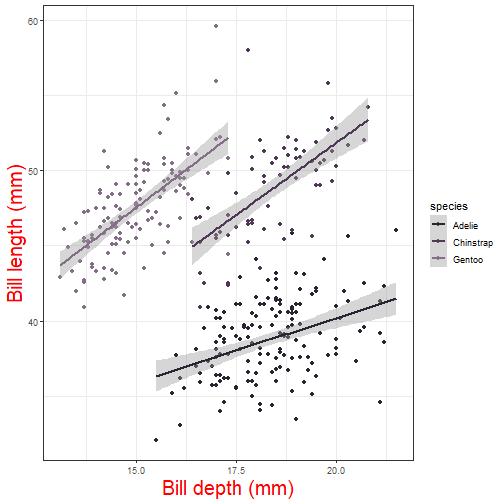 60
50
40
Bill length (mm)
15.0
17.5
20.0
Bill depth (mm)
species
Adelie
Chinstrap
Gentoo